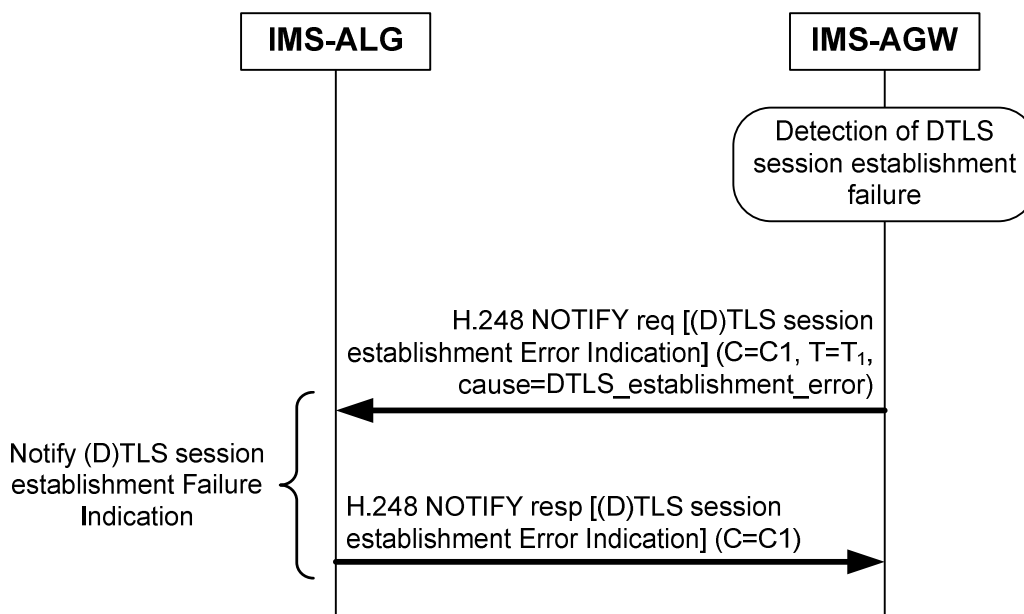 IMS-ALG
IMS-AGW
Detection of DTLS
session establishment
failure
H.248 NOTIFY req [(D)TLS session
establishment Error Indication] (C=C1, T=T₁,
cause=DTLS_establishment_error)
Notify (D)TLS session
establishment Failure
Indication
H.248 NOTIFY resp [(D)TLS session
establishment Error Indication] (C=C1)